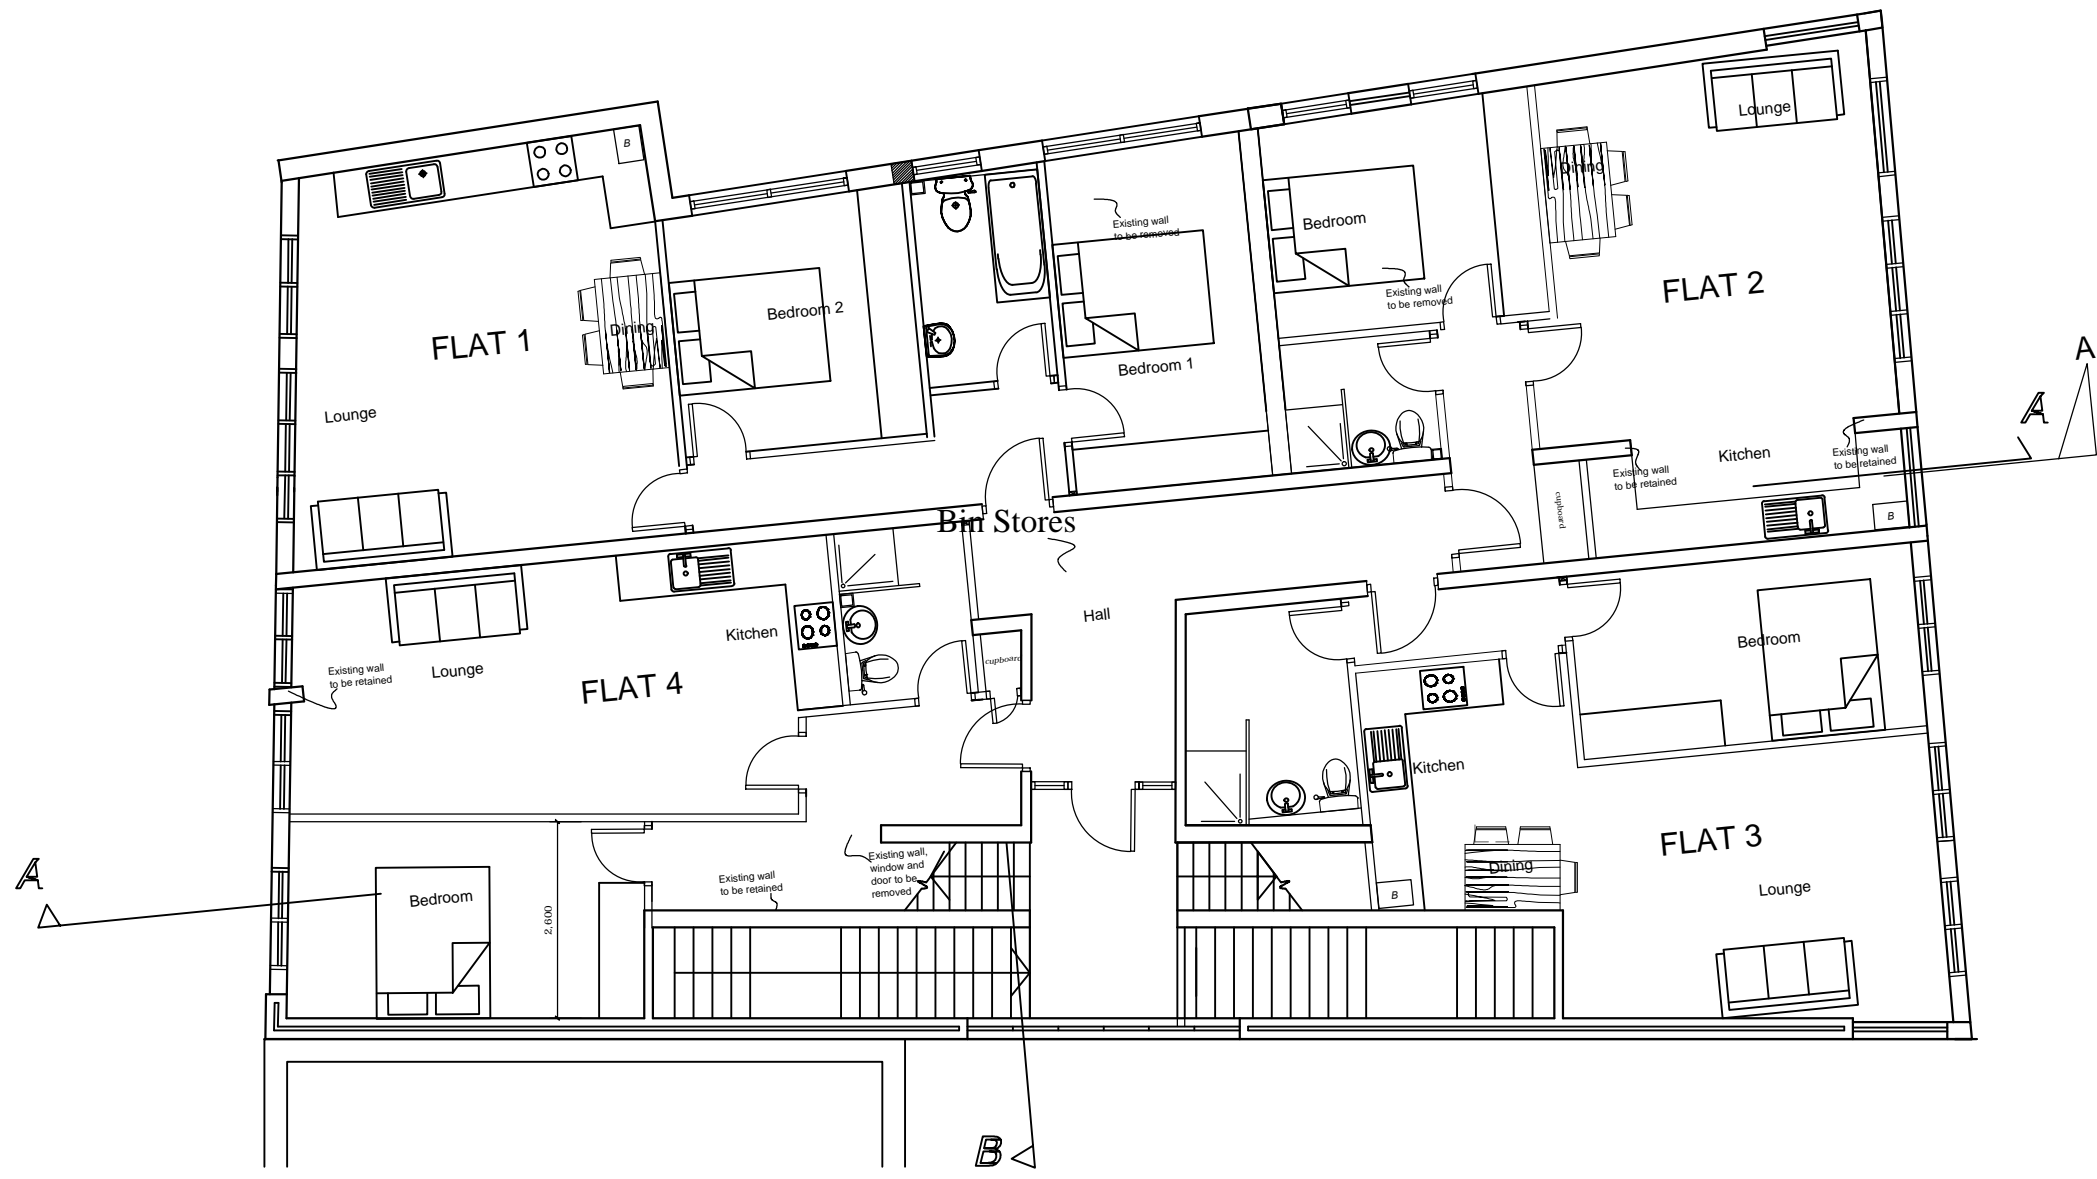 B
Lounge
Dining
Existing wall
to be removed
Bedroom
FLAT 2
Existing wall
to be removed
Bedroom 2
Dining
FLAT 1
Bedroom 1
Lounge
A
A
Kitchen
Existing wall
to be retained
Existing wall
to be retained
cupboard
B
Bin Stores
Hall
Kitchen
cupboard
Existing wall
to be retained
Lounge
FLAT 4
Bedroom
Kitchen
FLAT 3
Dining
Lounge
B
Existing wall,
window and
door to be
removed
Existing wall
to be retained
A
Bedroom
2,600
B